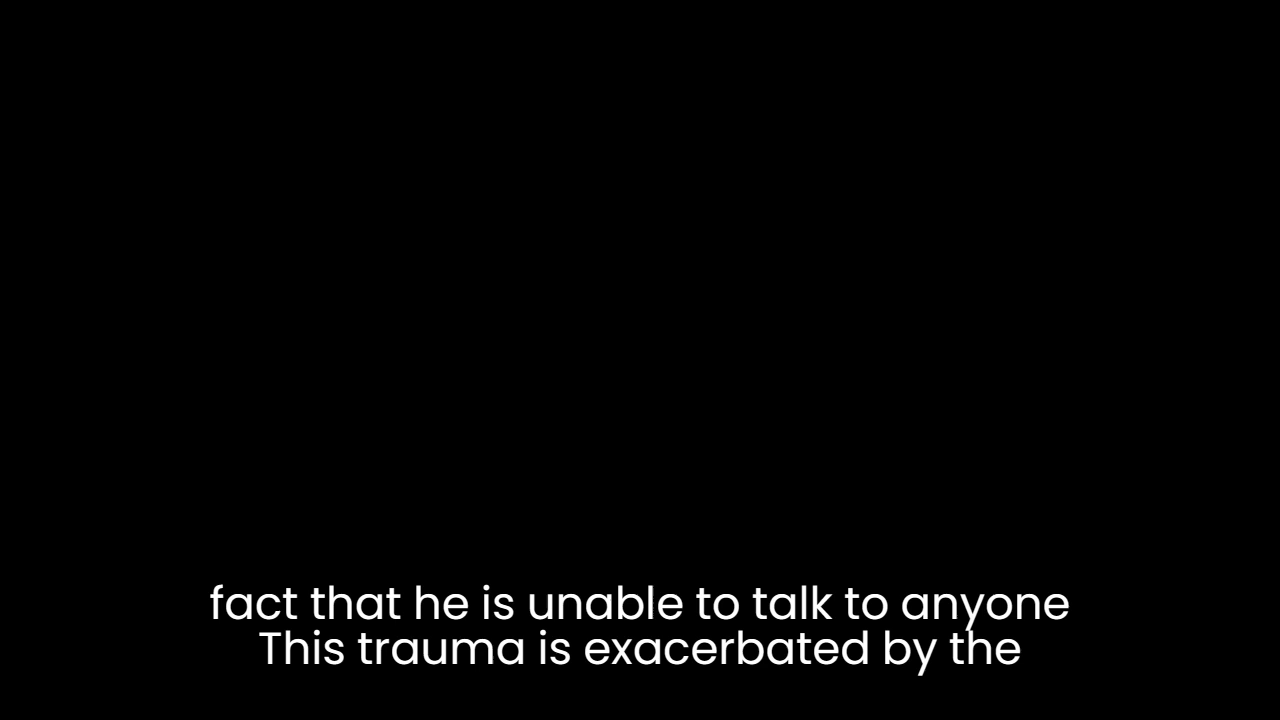 fact that he is unable to talk to anyone
This trauma is exacerbated by the